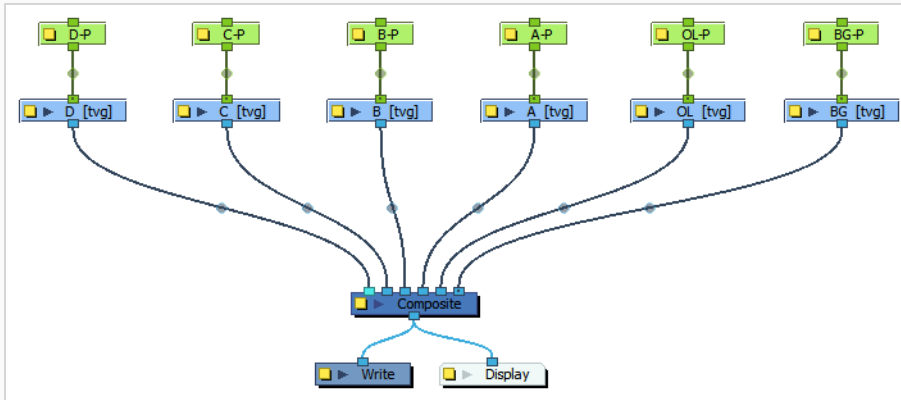 D-P
C-P
B-P
A-P
OL-P
BG-P
D [tvg]
C [tvg]
B [tvg]
A [tvg]
OL [tvg]
BG [tvg]
Composite
Write
Display